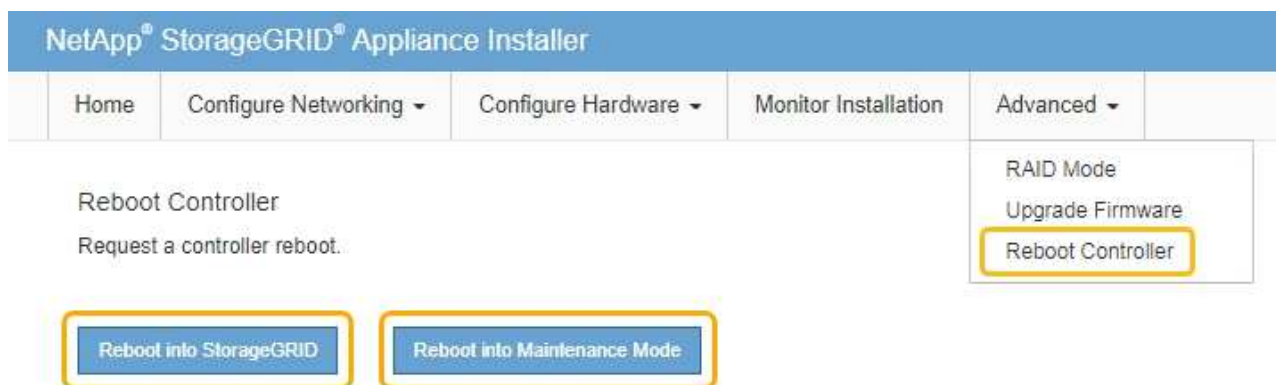 NetApp® StorageGRID® Appliance Installer
Home Configure Networking Configure Hardware Monitor Installation Advanced
RAID Mode
Upgrade Firmware
Reboot Controller
Reboot Controller
Request a controller reboot.
Reboot into StorageGRID Reboot into Maintenance Mode